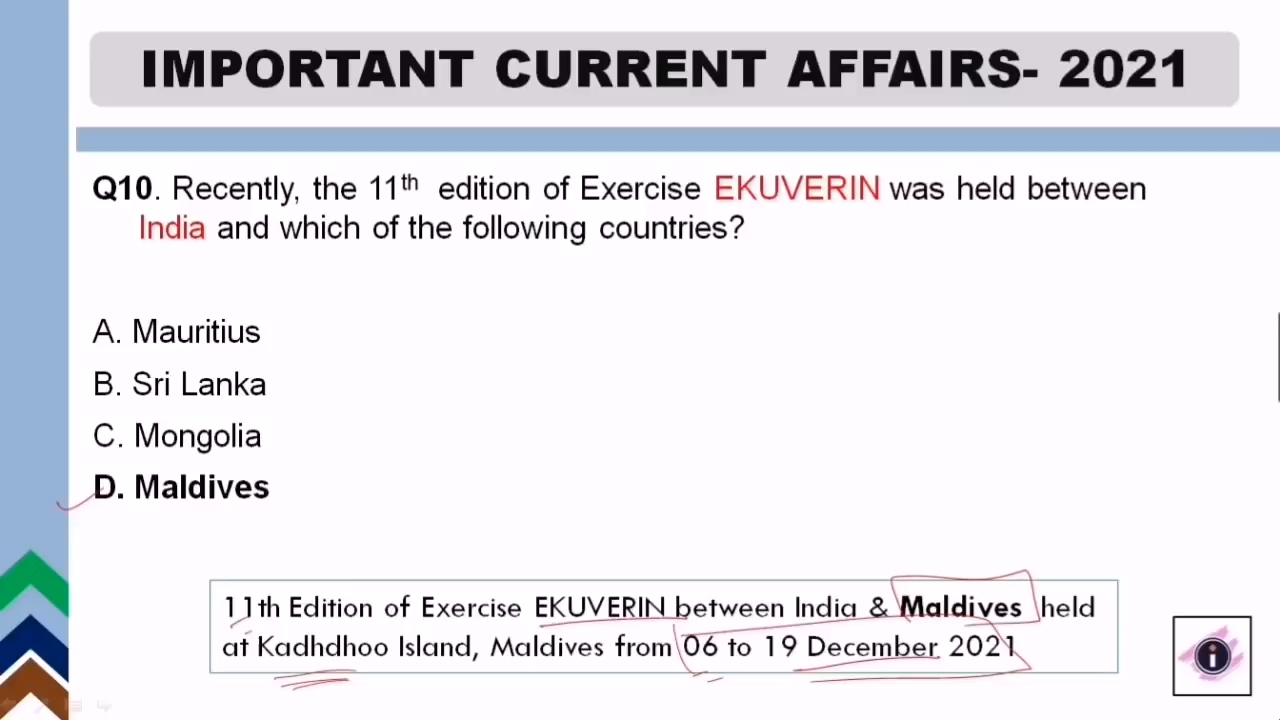 IMPORTANT CURRENT AFFAIRS- 2021
Q10. Recently, the 11th edition of Exercise EKUVERIN was held between
India and which of the following countries?
A. Mauritius
B. Sri Lanka
C. Mongolia
D. Maldives
11th Edition of Exercise EKUVERIN between India & Maldives held
at Kadhdhoo Island, Maldives from 06 to 19 December 2021
i